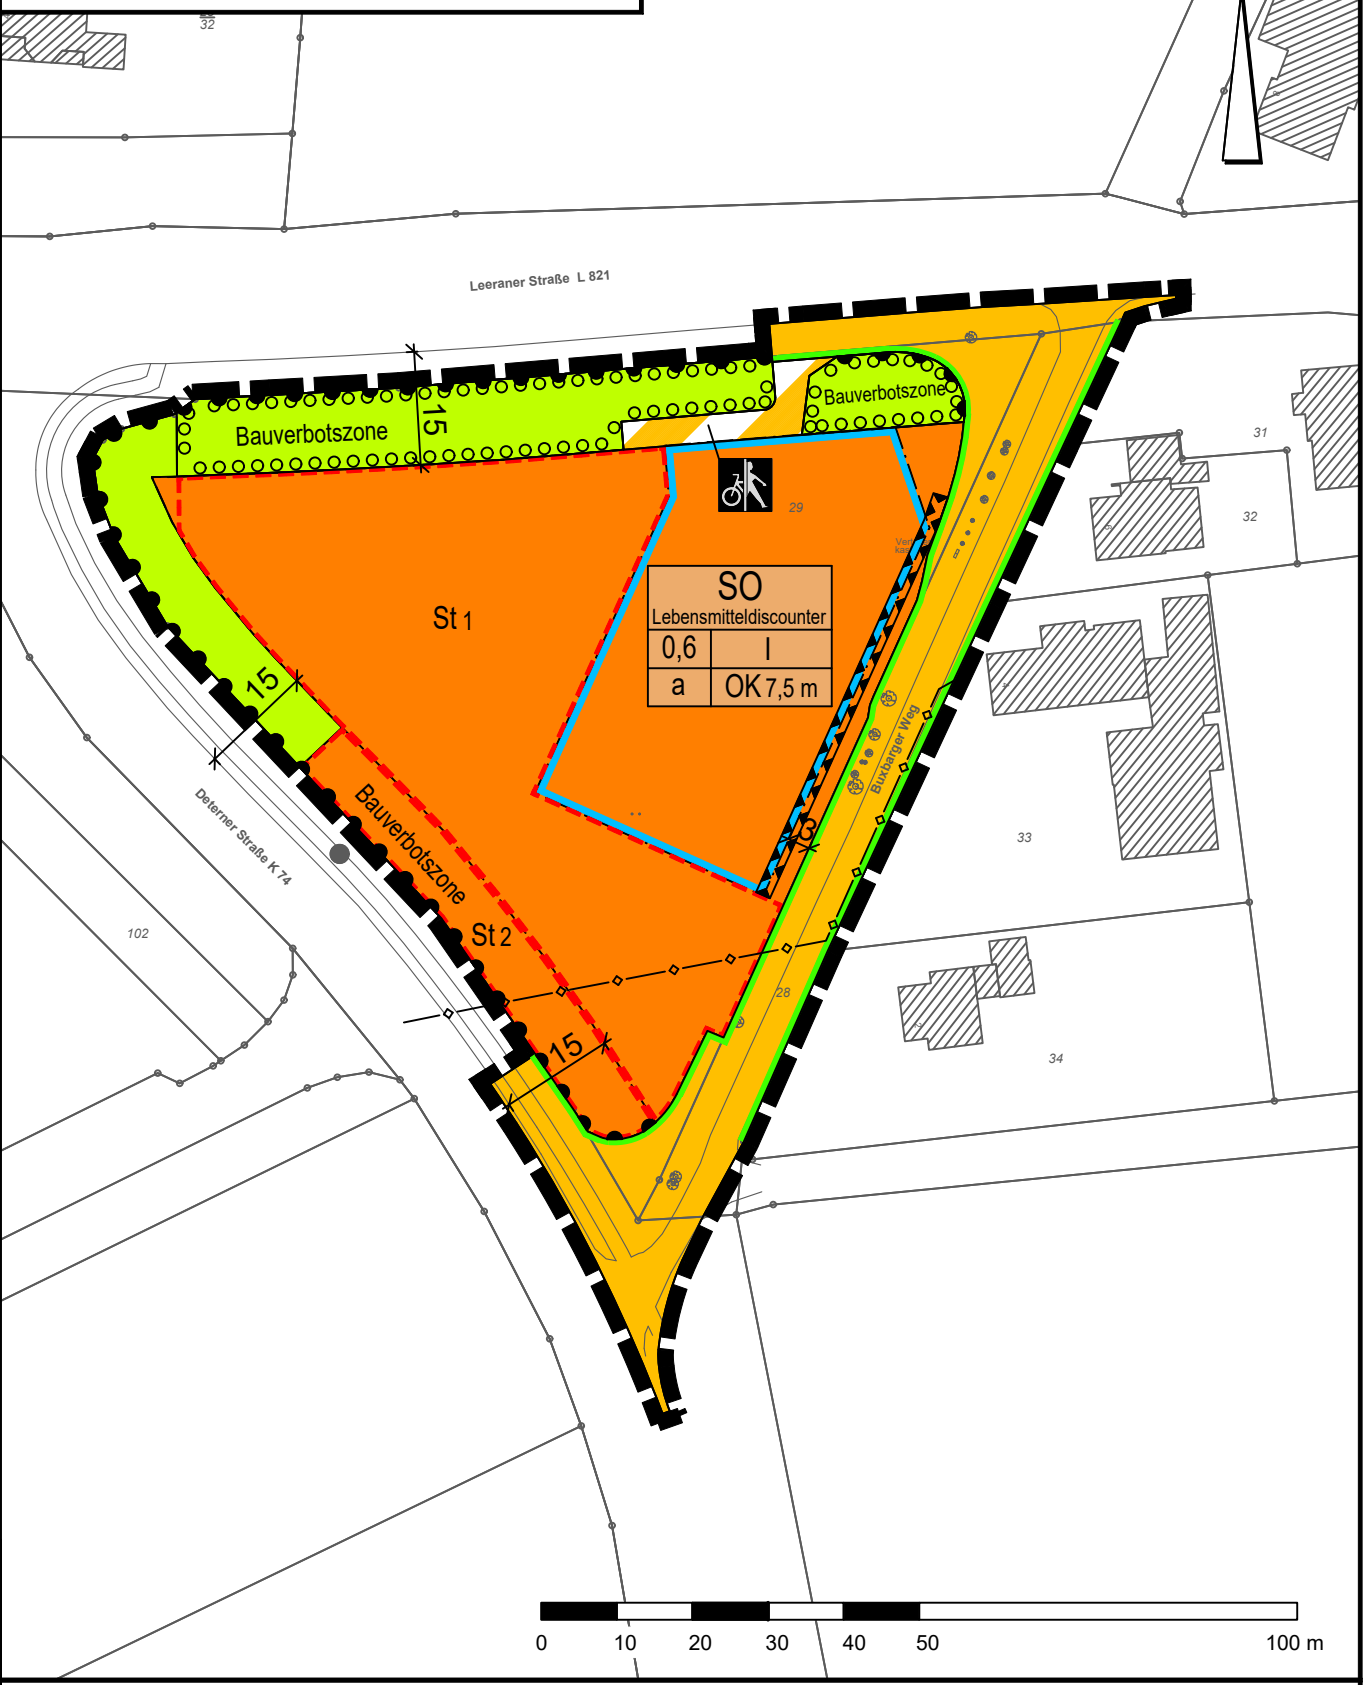 32
Leeraner Straße L 821
Bauverbotszone
15
Bauverbotszone
29
31
32
St 1
SO
Lebensmitteldiscounter
0,6 I
a OK 7,5 m
15
Buxbarger Weg
Deterner Straße K 74
Bauverbotszone
3
33
102
St 2
28
15
34
0 10 20 30 40 50 100 m